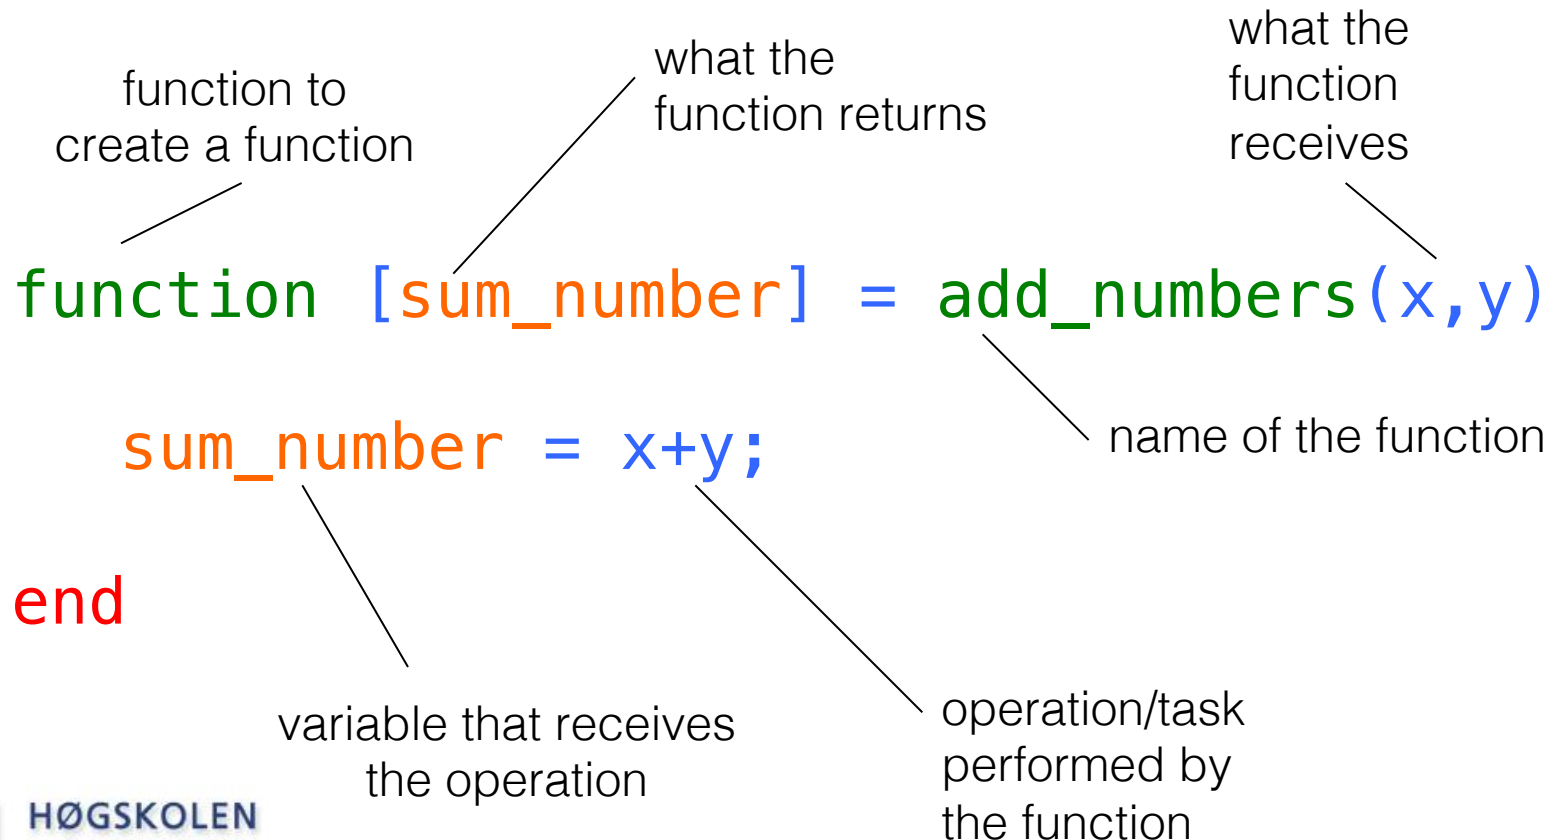 function to
create a function
what the
function returns
what the
function
receives
function [sum_number] = add_numbers(x,y)
name of the function
sum_number = x+y;
end
variable that receives
the operation
operation/task
performed by
the function
HØGSKOLEN